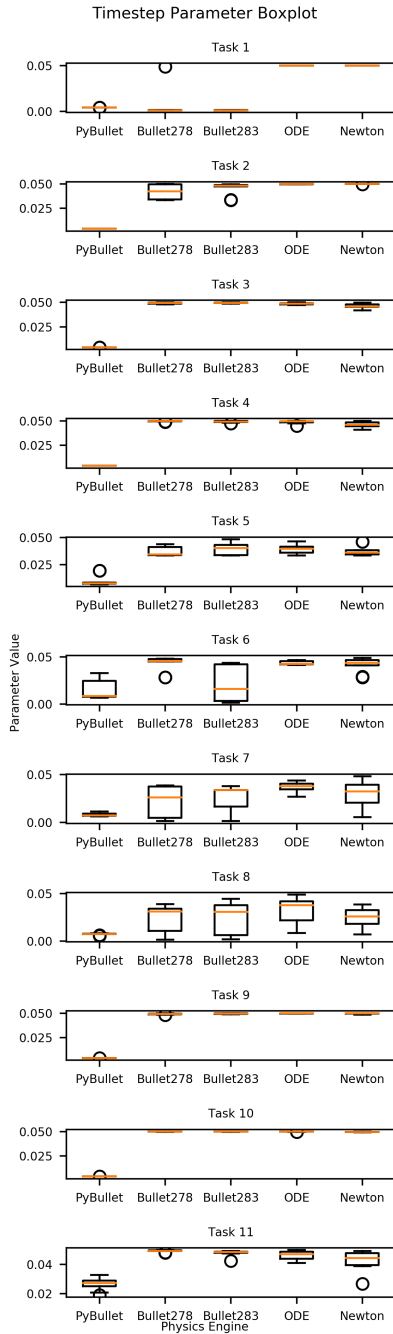 Timestep Parameter Boxplot
Task 1
0.05
0.00
PyBullet Bullet278 Bullet283 ODE Newton
Task 2
0.050
0.025
PyBullet Bullet278 Bullet283 ODE Newton
Task 3
0.050
0.025
PyBullet Bullet278 Bullet283 ODE Newton
Task 4
0.050
0.025
PyBullet Bullet278 Bullet283 ODE Newton
Task 5
0.050
0.025
PyBullet Bullet278 Bullet283 ODE Newton
Parameter Value
Task 6
0.05
0.00
PyBullet Bullet278 Bullet283 ODE Newton
Task 7
0.05
0.00
PyBullet Bullet278 Bullet283 ODE Newton
Task 8
0.05
0.00
PyBullet Bullet278 Bullet283 ODE Newton
Task 9
0.050
0.025
PyBullet Bullet278 Bullet283 ODE Newton
Task 10
0.050
0.025
PyBullet Bullet278 Bullet283 ODE Newton
Task 11
0.04
0.02
PyBullet Bullet278 Bullet283 ODE Newton
Physics Engine